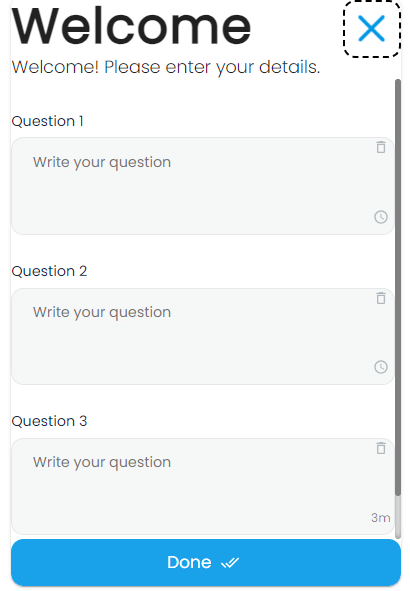 Welcome
Welcome! Please enter your details.
Question 1
Write your question
Question 2
Write your question
Question 3
Write your question
3m
Done